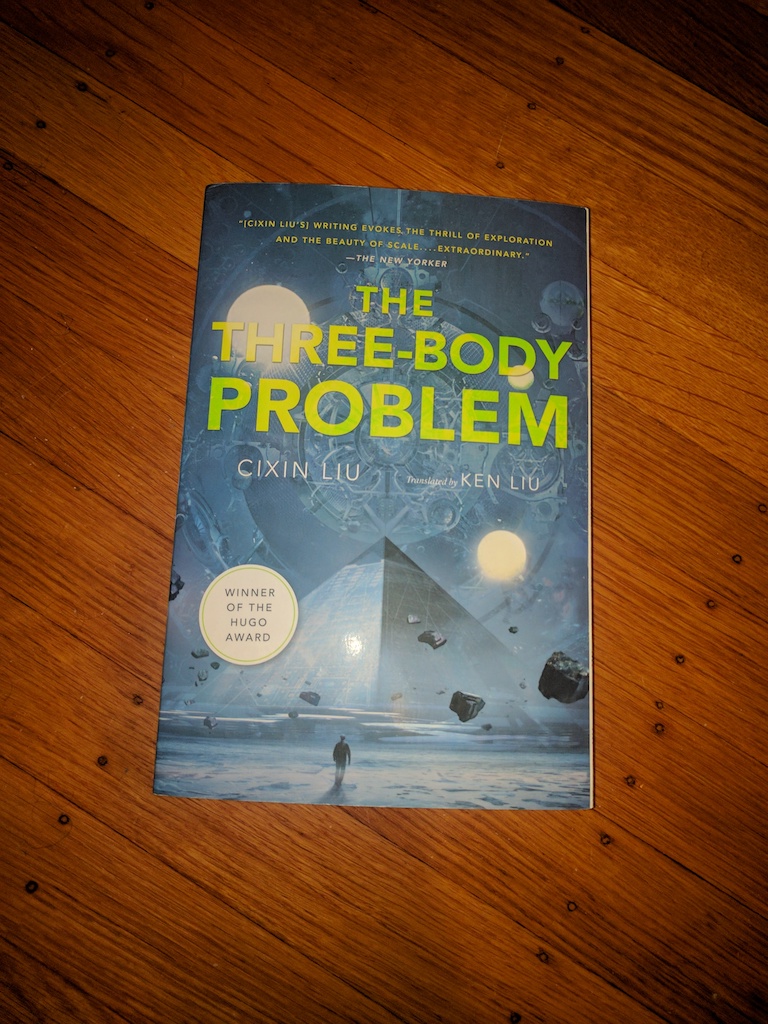 "[CIXIN LIU'S] WRITING EVOKES THE THRILL OF EXPLORATION
AND THE BEAUTY OF SCALE....EXTRAORDINARY."
—THE NEW YORKER
THE
THREE-BODY
PROBLEM
CIXIN LIU
Translated by KEN LIU
WINNER
OF THE
HUGO
AWARD